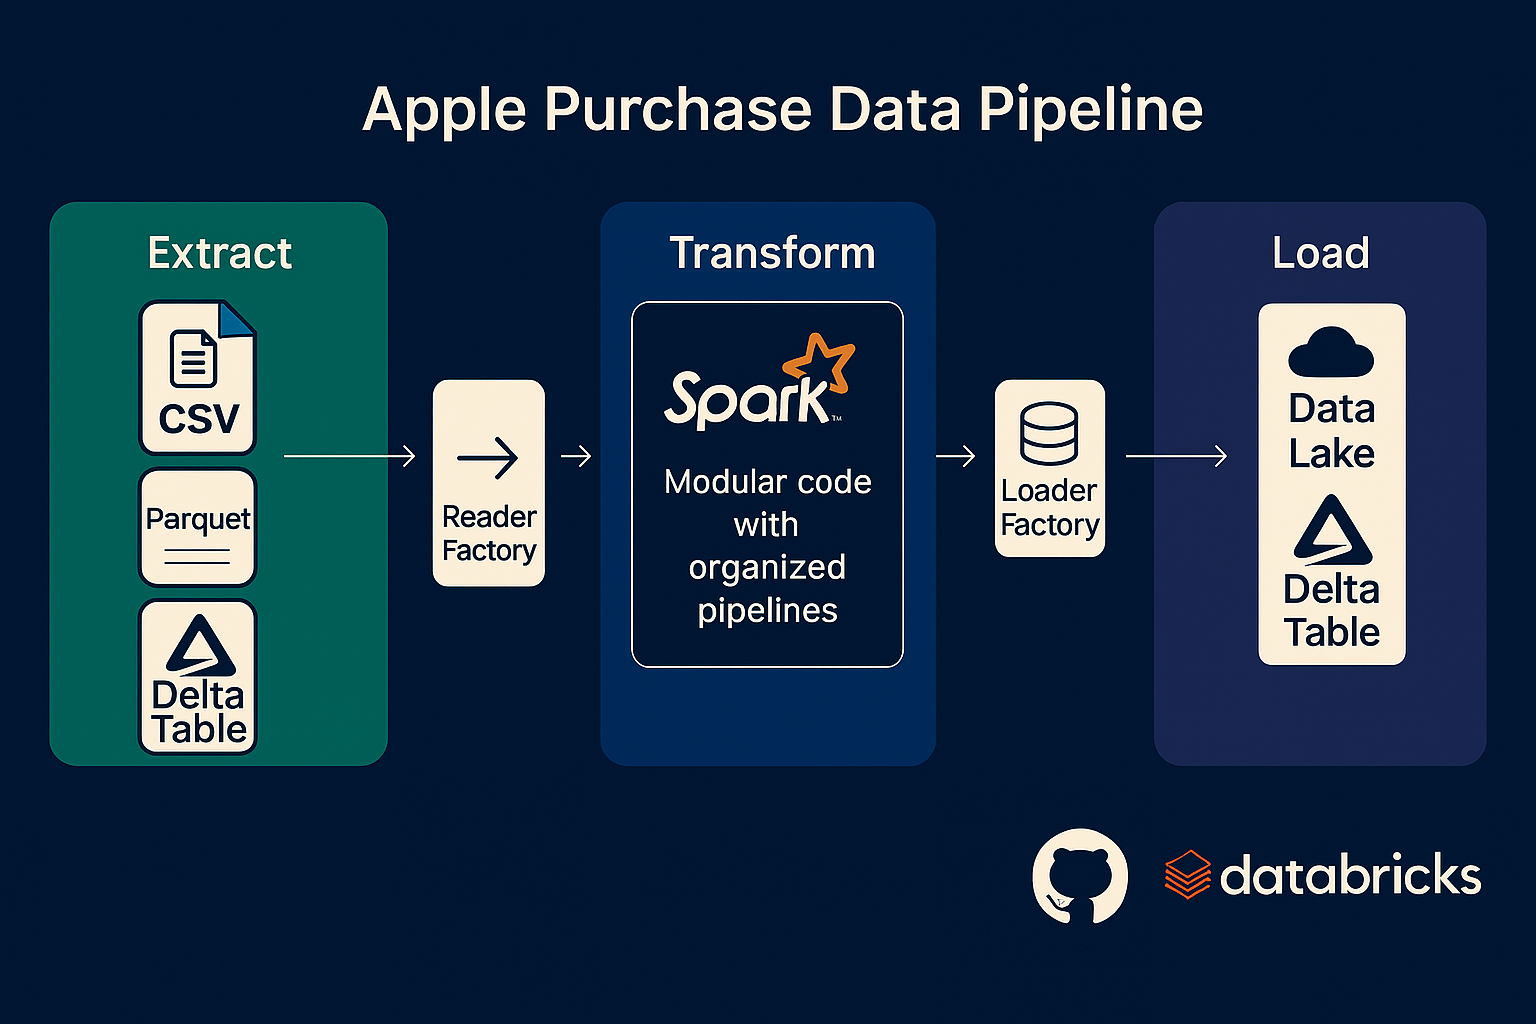 Apple Purchase Data Pipeline
Extract
CSV
Parquet
Delta
Table
Reader
Factory
Transform
Spark™
Modular code
with
organized
pipelines
Loader
Factory
Load
Data
Lake
Delta
Table
databricks